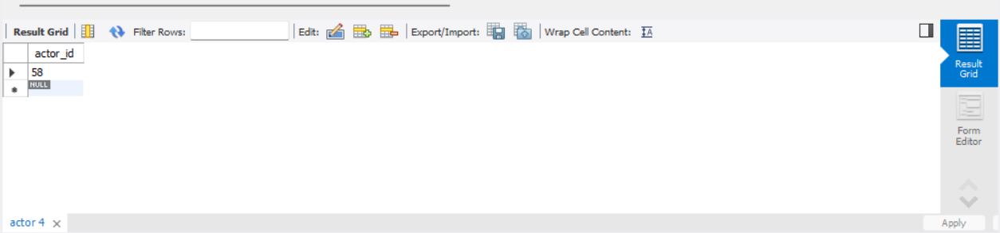 Result Grid Filter Rows: Edit: Export/Import: Wrap Cell Content: IA
actor_id
58
NULL
Result
Grid
Form
Editor
actor 4 x
Apply